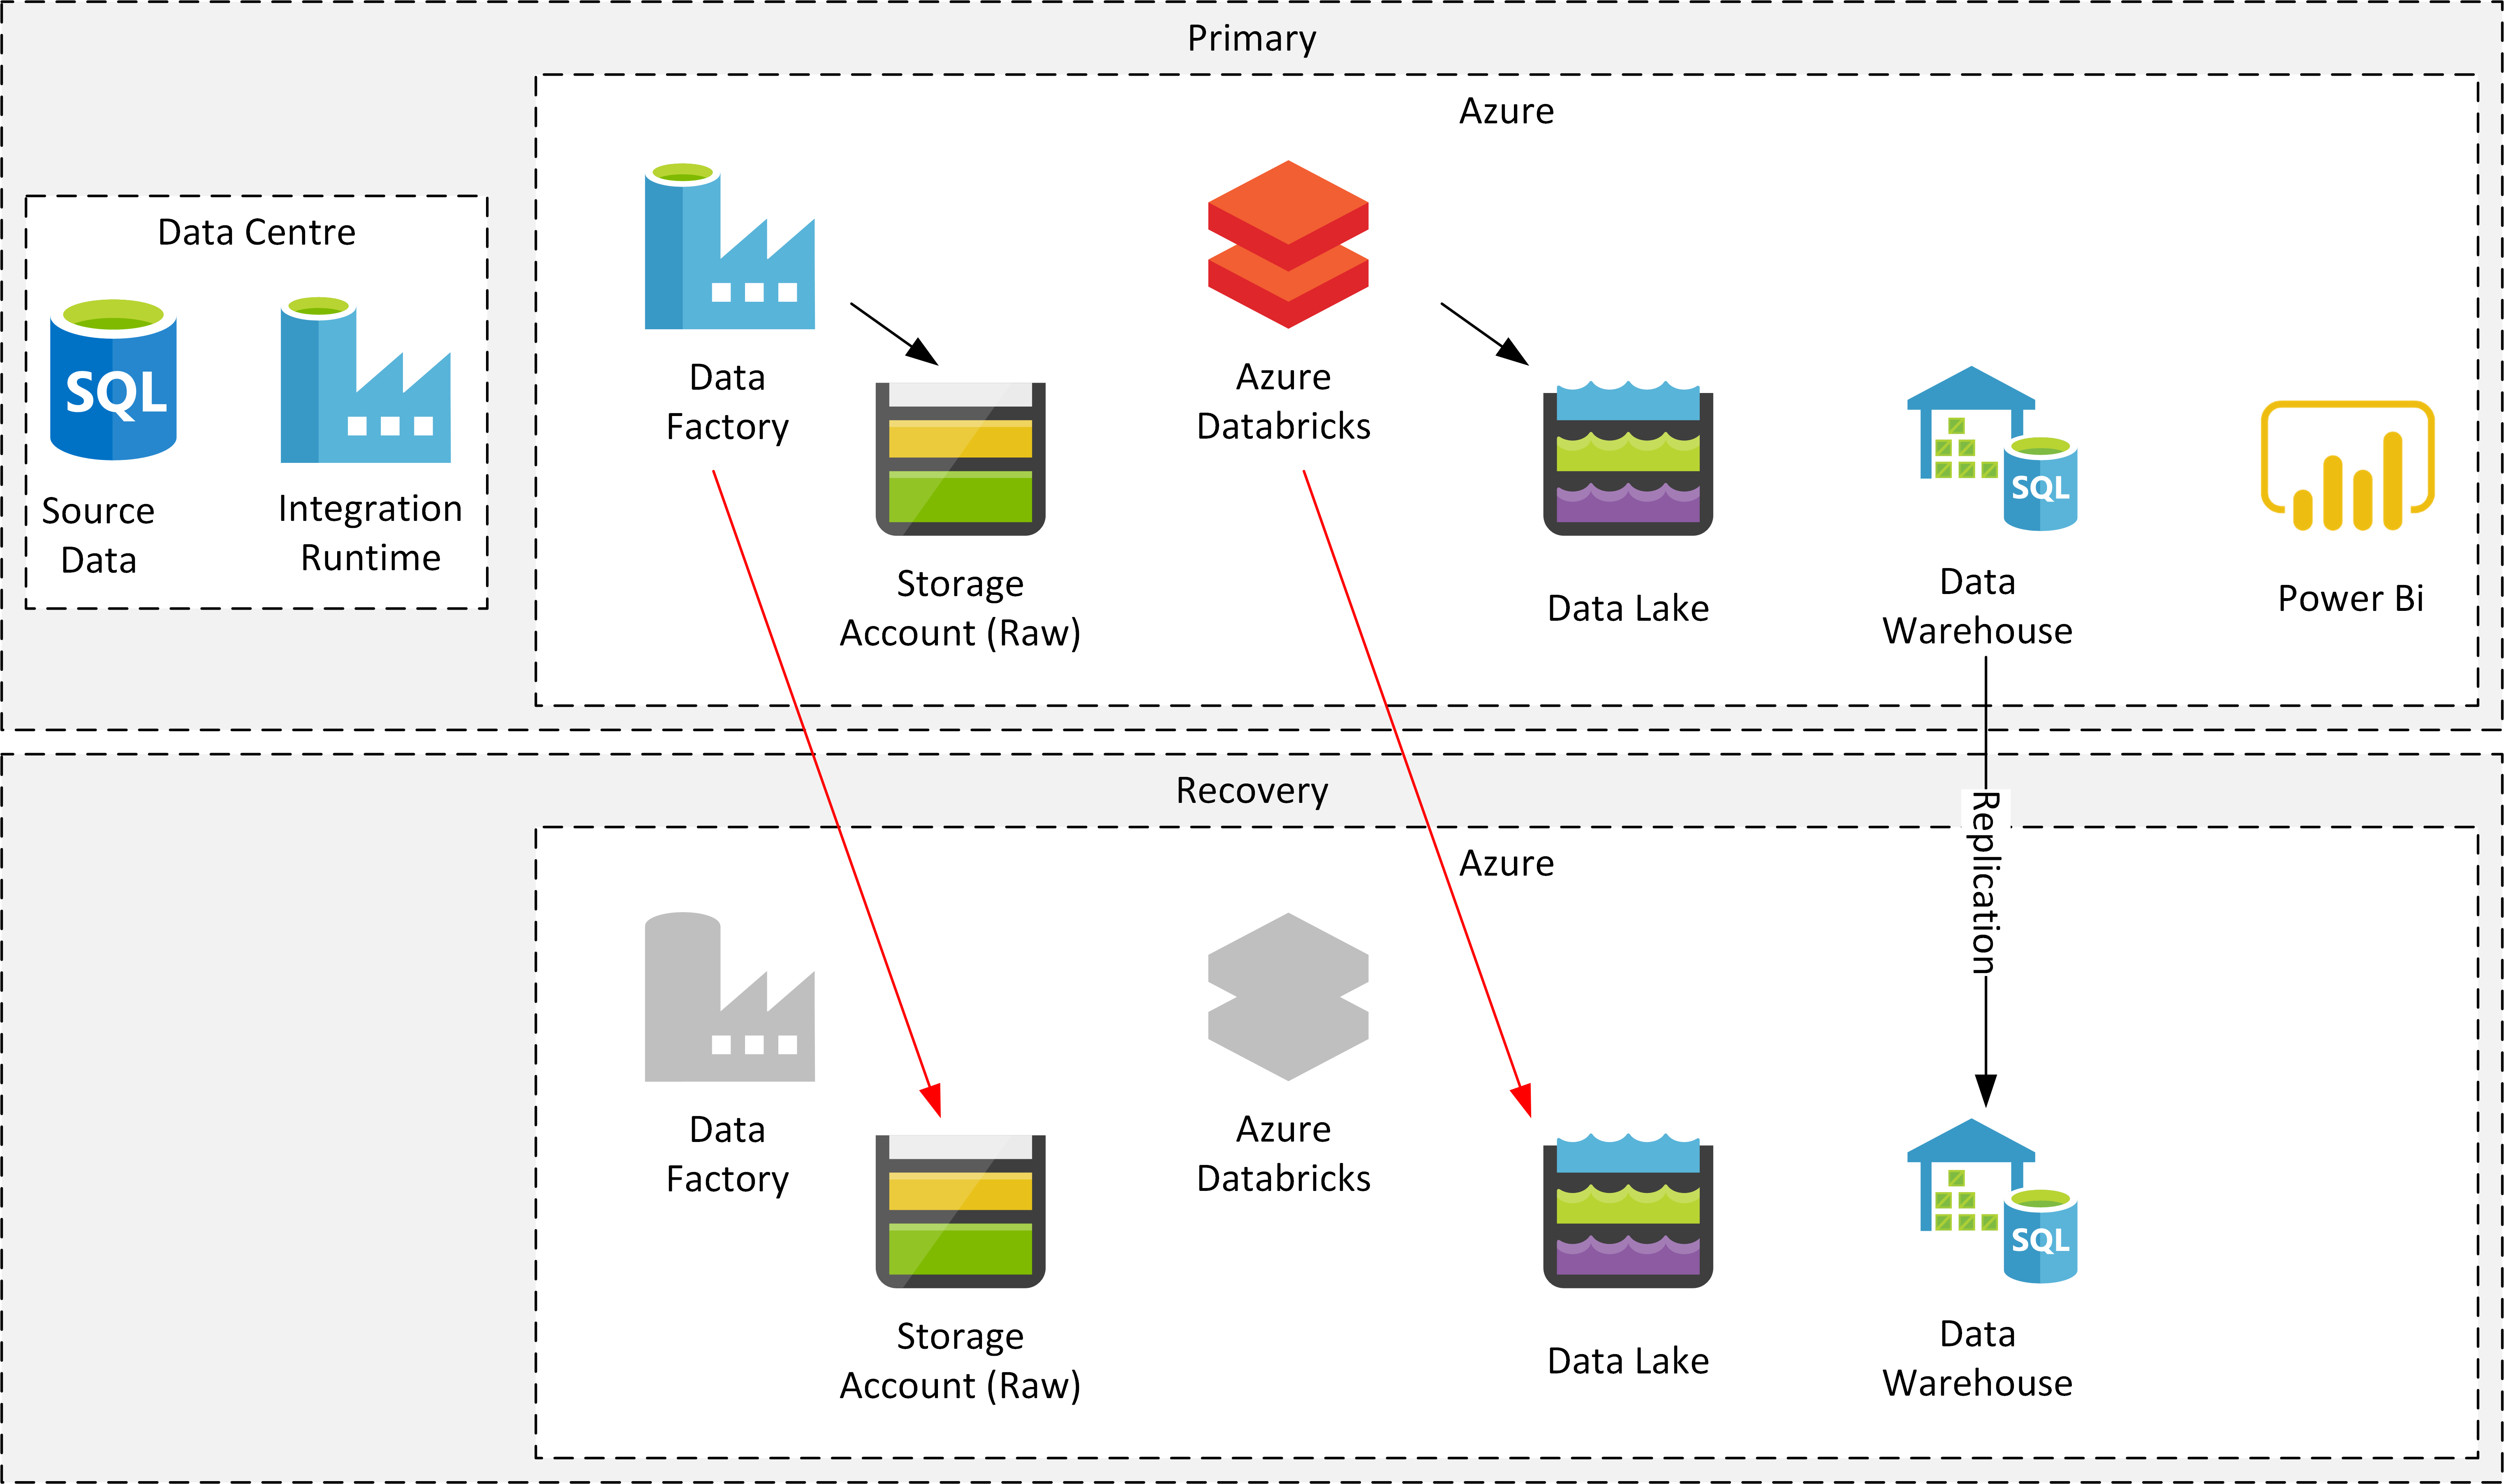 Primary
Azure
Data Centre
SQL
Source
Data
Integration
Runtime
Data
Factory
Storage
Account (Raw)
Azure
Databricks
Data Lake
SQL
Data
Warehouse
Power Bi
Replication
Recovery
Azure
Data
Factory
Storage
Account (Raw)
Azure
Databricks
Data Lake
SQL
Data
Warehouse